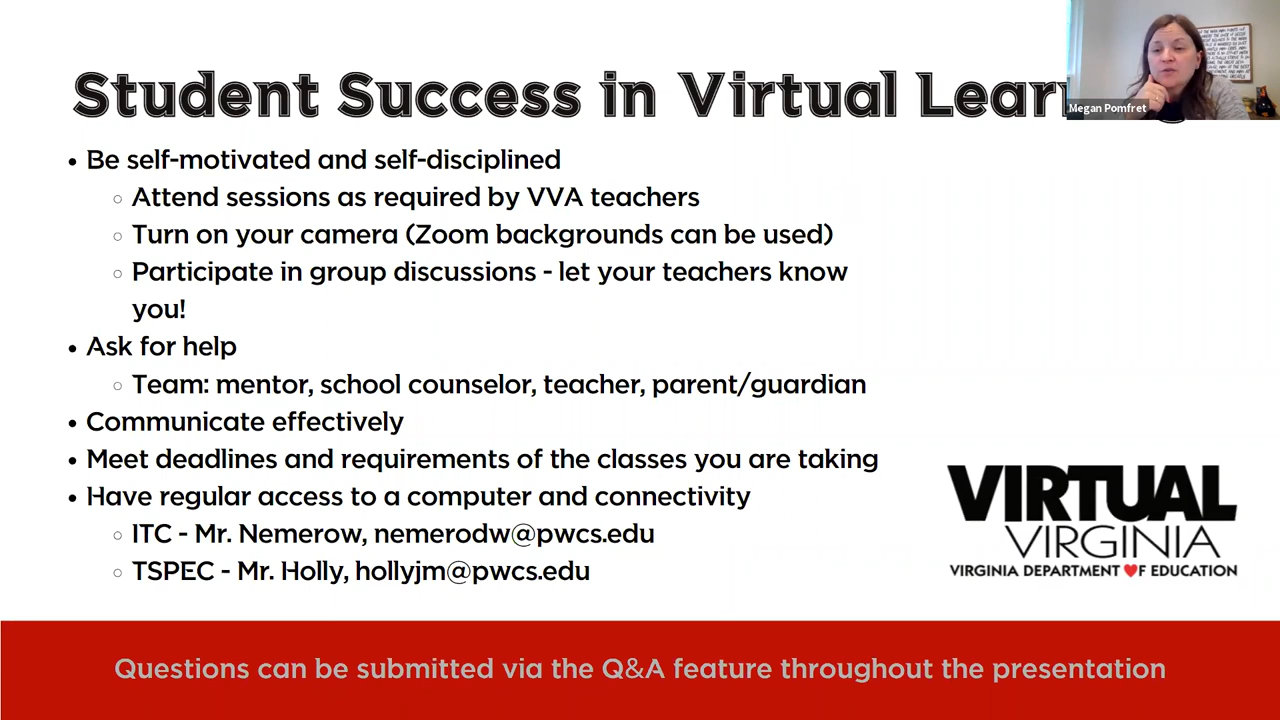 Student Success in Virtual Lear
Megan Pomfret
• Be self-motivated and self-disciplined
○ Attend sessions as required by VVA teachers
○ Turn on your camera (Zoom backgrounds can be used)
○ Participate in group discussions - let your teachers know
you!
• Ask for help
○ Team: mentor, school counselor, teacher, parent/guardian
• Communicate effectively
• Meet deadlines and requirements of the classes you are taking
• Have regular access to a computer and connectivity
○ ITC - Mr. Nemerow, nemerodw@pwcs.edu
○ TSPEC - Mr. Holly, hollyjm@pwcs.edu
VIRTUAL
VIRGINIA
VIRGINIA DEPARTMENT ♥F EDUCATION
Questions can be submitted via the Q&A feature throughout the presentation